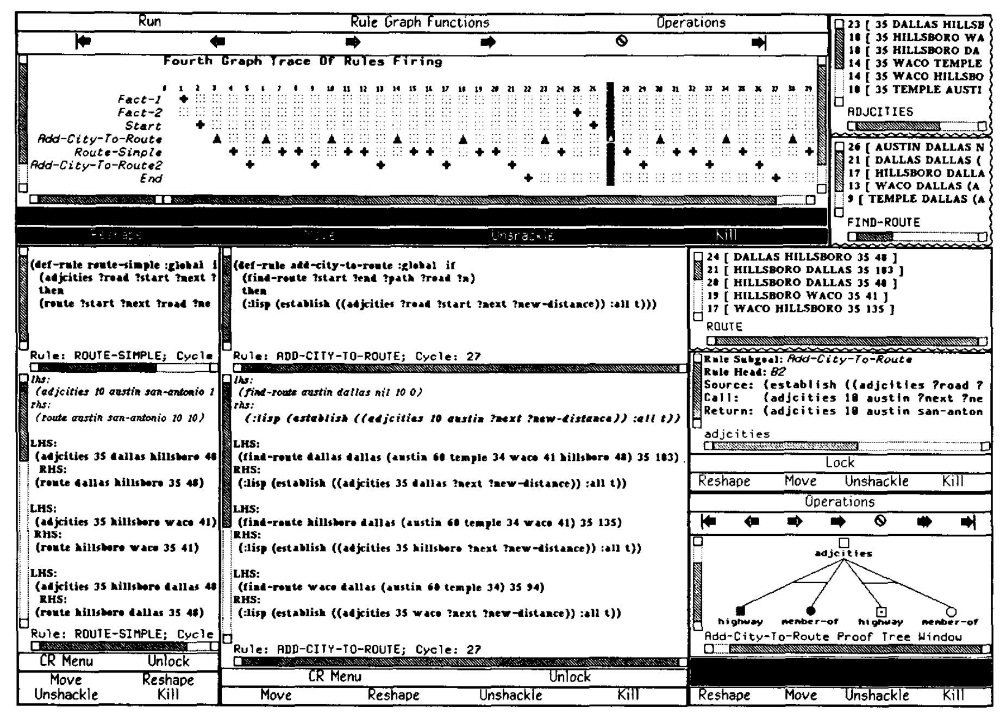 Run Rule Graph Functions Operations
Fourth Graph Trace Of Rules Firing
0 1 2 3 4 5 6 7 8 9 10 11 12 13 14 15 16 17 18 19 20 21 22 23 24 25 26 28 29 30 31 32 33 34 35 36 37 38 39
Fact-1
Fact-2
Start
Add-City-To-Route
Route-Simple
Add-City-To-Route2
End
Reshape Move Unshackle Kill
23 [ 35 DALLAS HILLSB
18 [ 35 HILLSBORO WA
18 [ 35 HILLSBORO DA
14 [ 35 WACO TEMPLE
14 [ 35 WACO HILLSBO
10 [ 35 TEMPLE AUSTI
ADJCITIES
26 [ AUSTIN DALLAS N
21 [ DALLAS DALLAS (
17 [ HILLSBORO DALLA
13 [ WACO DALLAS (A
9 [ TEMPLE DALLAS (A
FIND-ROUTE
(def-rule route-simple :global i
(adjcities ?road ?start ?next ?
then
(route ?start ?next ?road ?ne
Rule: ROUTE-SIMPLE; Cycle
lhs:
(adjcities 10 austin san-antonio 1
rhs:
(route austin san-antonio 10 10)
LHS:
(adjcities 35 dallas hillsboro 48
RHS:
(route dallas hillsboro 35 48)
LHS:
(adjcities 35 hillsboro waco 41)
RHS:
(route hillsboro waco 35 41)
LHS:
(adjcities 35 hillsboro dallas 48
RHS:
(route hillsboro dallas 35 48)
Rule: ROUTE-SIMPLE; Cycle
CR Menu Unlock
Move Reshape
Unshackle Kill
(def-rule add-city-to-route :global if
(find-route ?start ?end ?path ?road ?n)
then
(:lisp (establish ((adjcities ?road ?start ?next ?new-distance)) :all t)))
Rule: ADD-CITY-TO-ROUTE; Cycle: 27
lhs:
(find-route austin dallas nil 10 0)
rhs:
(:lisp (establish ((adjcities 10 austin ?next ?new-distance)) :all t))
LHS:
(find-route dallas dallas (austin 60 temple 34 waco 41 hillsboro 48) 35 183)
RHS:
(:lisp (establish ((adjcities 35 dallas ?next ?new-distance)) :all t))
LHS:
(find-route hillsboro dallas (austin 60 temple 34 waco 41) 35 135)
RHS:
(:lisp (establish ((adjcities 35 hillsboro ?next ?new-distance)) :all t))
LHS:
(find-route waco dallas (austin 60 temple 34) 35 94)
RHS:
(:lisp (establish ((adjcities 35 waco ?next ?new-distance)) :all t))
Rule: ADD-CITY-TO-ROUTE; Cycle: 27
CR Menu Unlock
Move Reshape Unshackle Kill
24 [ DALLAS HILLSBORO 35 48 ]
21 [ HILLSBORO DALLAS 35 183 ]
20 [ HILLSBORO DALLAS 35 48 ]
19 [ HILLSBORO WACO 35 41 ]
17 [ WACO HILLSBORO 35 135 ]
ROUTE
Rule Subgoal: Add-City-To-Route
Rule Head: B2
Source: (establish ((adjcities ?road ?
Call: (adjcities 10 austin ?next ?ne
Return: (adjcities 10 austin san-anton
adjcities
Lock
Reshape Move Unshackle Kill
Operations
adjcities
highway member-of highway member-of
Add-City-To-Route Proof Tree Window
Reshape Move Unshackle Kill